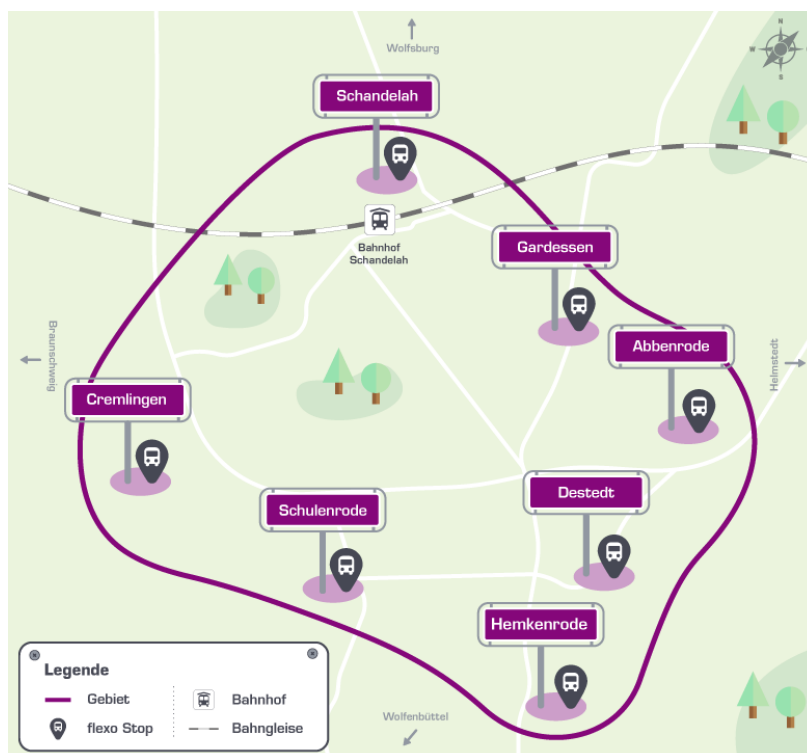 Wolfsburg
N
W
E
S
Schandelah
Bahnhof
Schandelah
Gardessen
Braunschweig
Abbenrode
Helmstedt
Cremlingen
Destedt
Schulenrode
Hemkenrode
Legende
Gebiet
Bahnhof
flexo Stop
Bahngleise
Wolfenbüttel